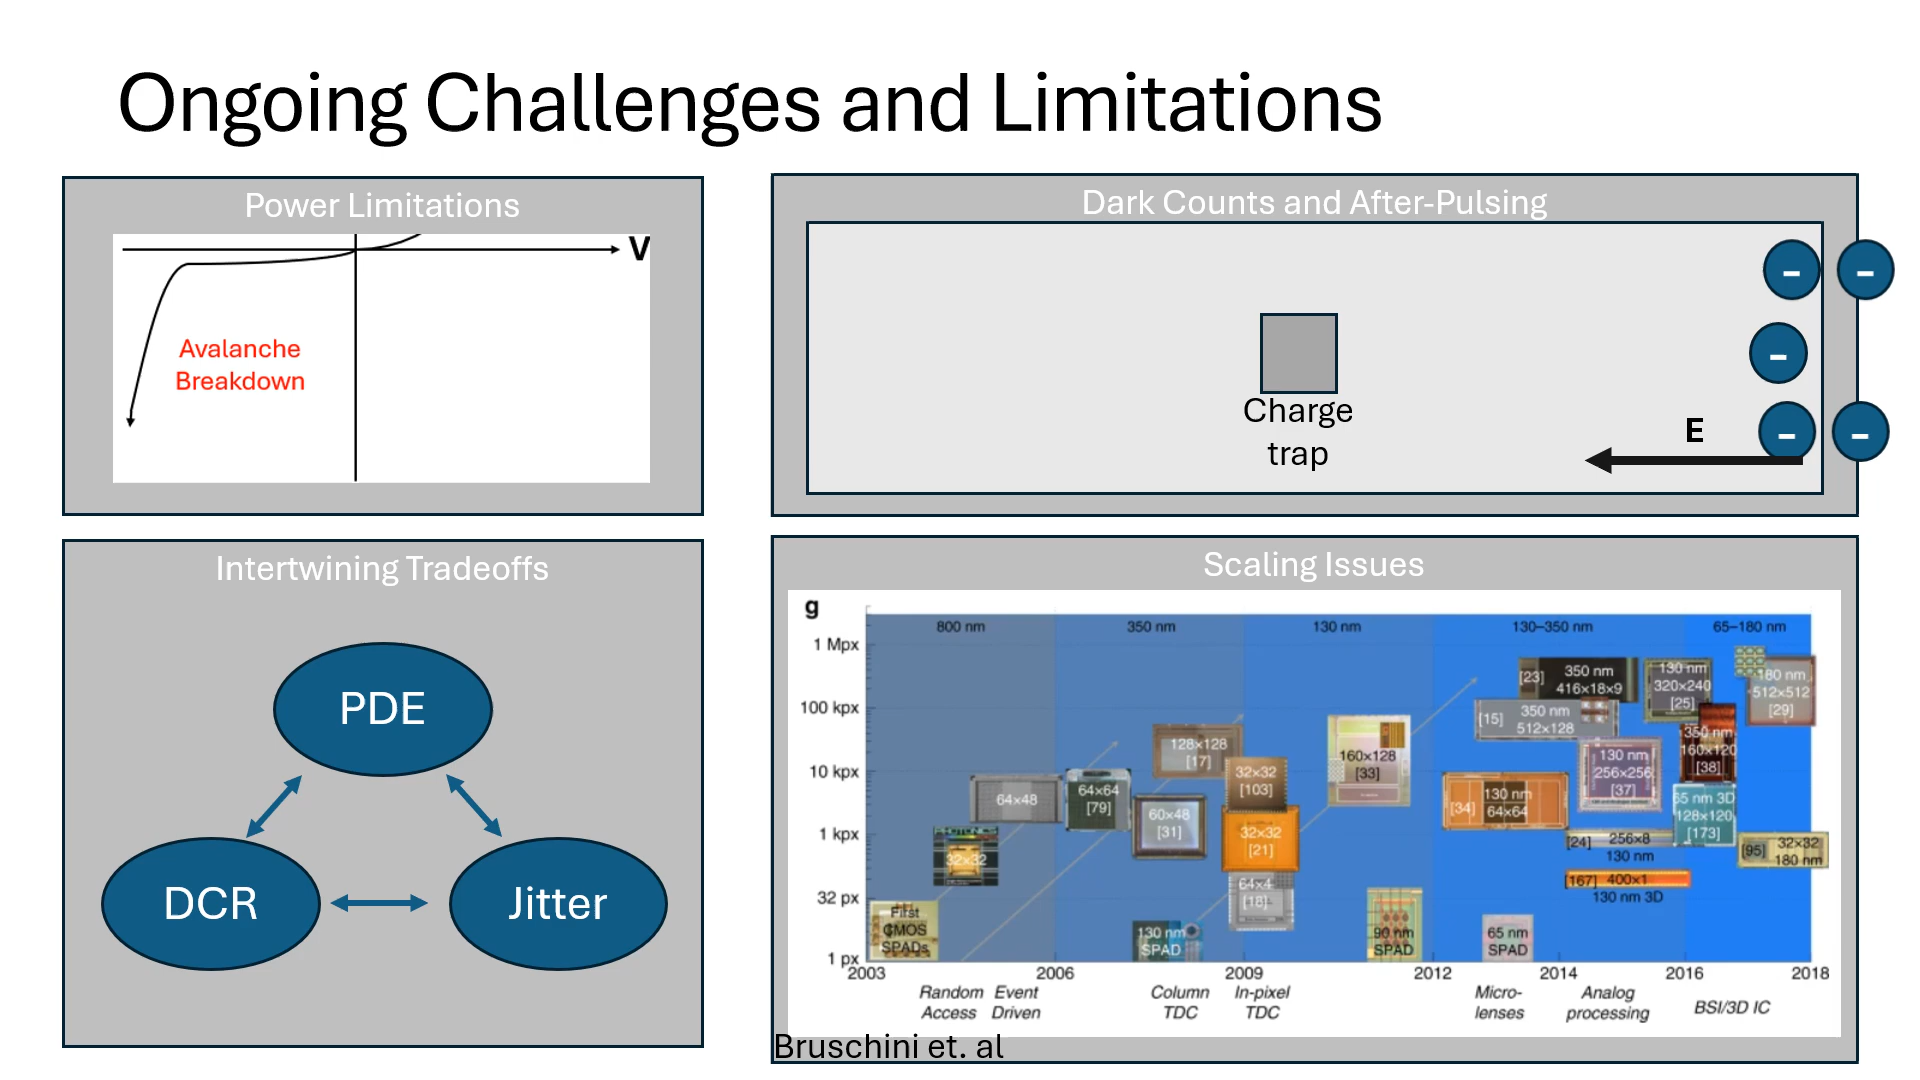 Ongoing Challenges and Limitations
Power Limitations
V
Avalanche
Breakdown
Dark Counts and After-Pulsing
- -
-
- -
Charge
trap
E
Intertwining Tradeoffs
PDE
DCR
Jitter
Scaling Issues
g
800 nm 350 nm 130 nm 130–350 nm 65–180 nm
1 Mpx
100 kpx
10 kpx
1 kpx
32 px
1 px
First
CMOS
SPADs
32×32
64×48
64×64
[79]
128×128
[17]
60×48
[31]
130 nm
SPAD
32×32
[103]
32×32
[21]
64×4
[18]
160×128
[33]
90 nm
SPAD
[23] 350 nm
416×18×9
[15] 350 nm
512×128
[34] 130 nm
64×64
65 nm
SPAD
130 nm
320×240
[25]
130 nm
256×256
[37]
350 nm
160×120
[38]
65 nm 3D
128×120
[173]
[24] 256×8
130 nm
[167] 400×1
130 nm 3D
180 nm
512×512
[29]
[95] 32×32
180 nm
2003 2006 2009 2012 2014 2016 2018
Random
Access
Event
Driven
Column
TDC
In-pixel
TDC
Micro-
lenses
Analog
processing
BSI/3D IC
Bruschini et. al